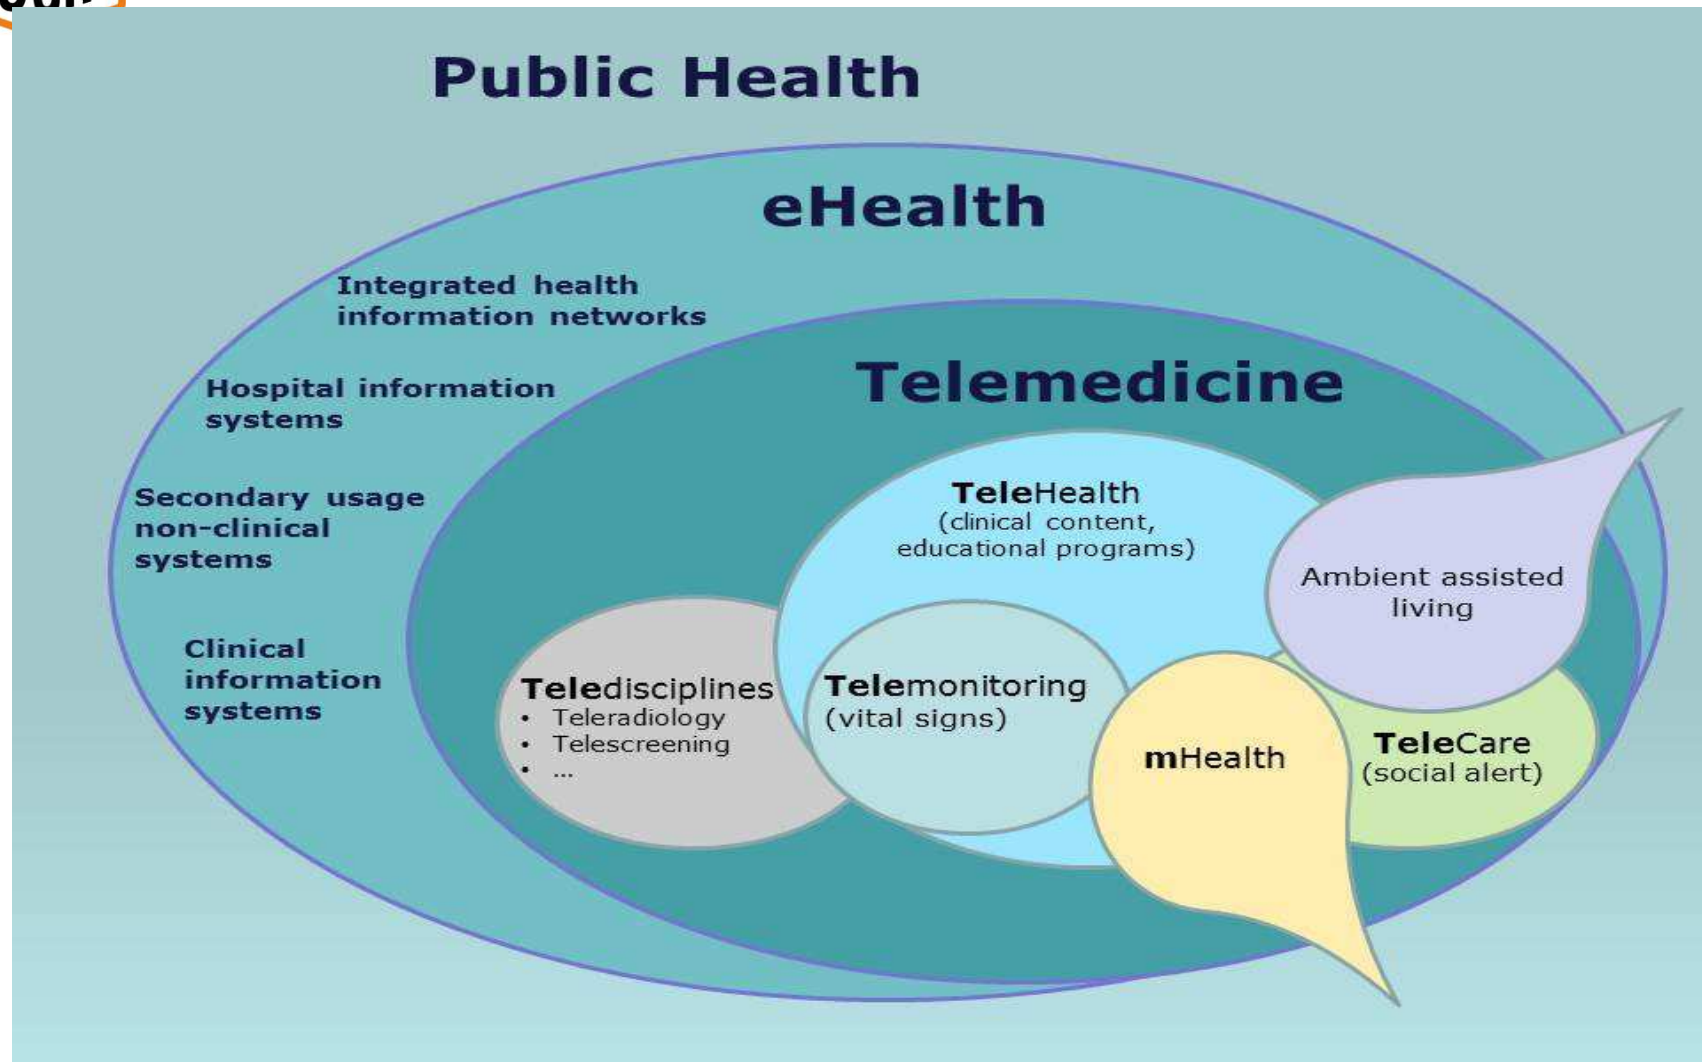 Public Health
eHealth
Integrated health
information networks
Hospital information
systems
Secondary usage
non-clinical
systems
Clinical
information
systems
Telemedicine
TeleHealth
(clinical content,
educational programs)
Ambient assisted
living
Teledisciplines
• Teleradiology
• Telescreening
• ...
Telemonitoring
(vital signs)
mHealth
TeleCare
(social alert)